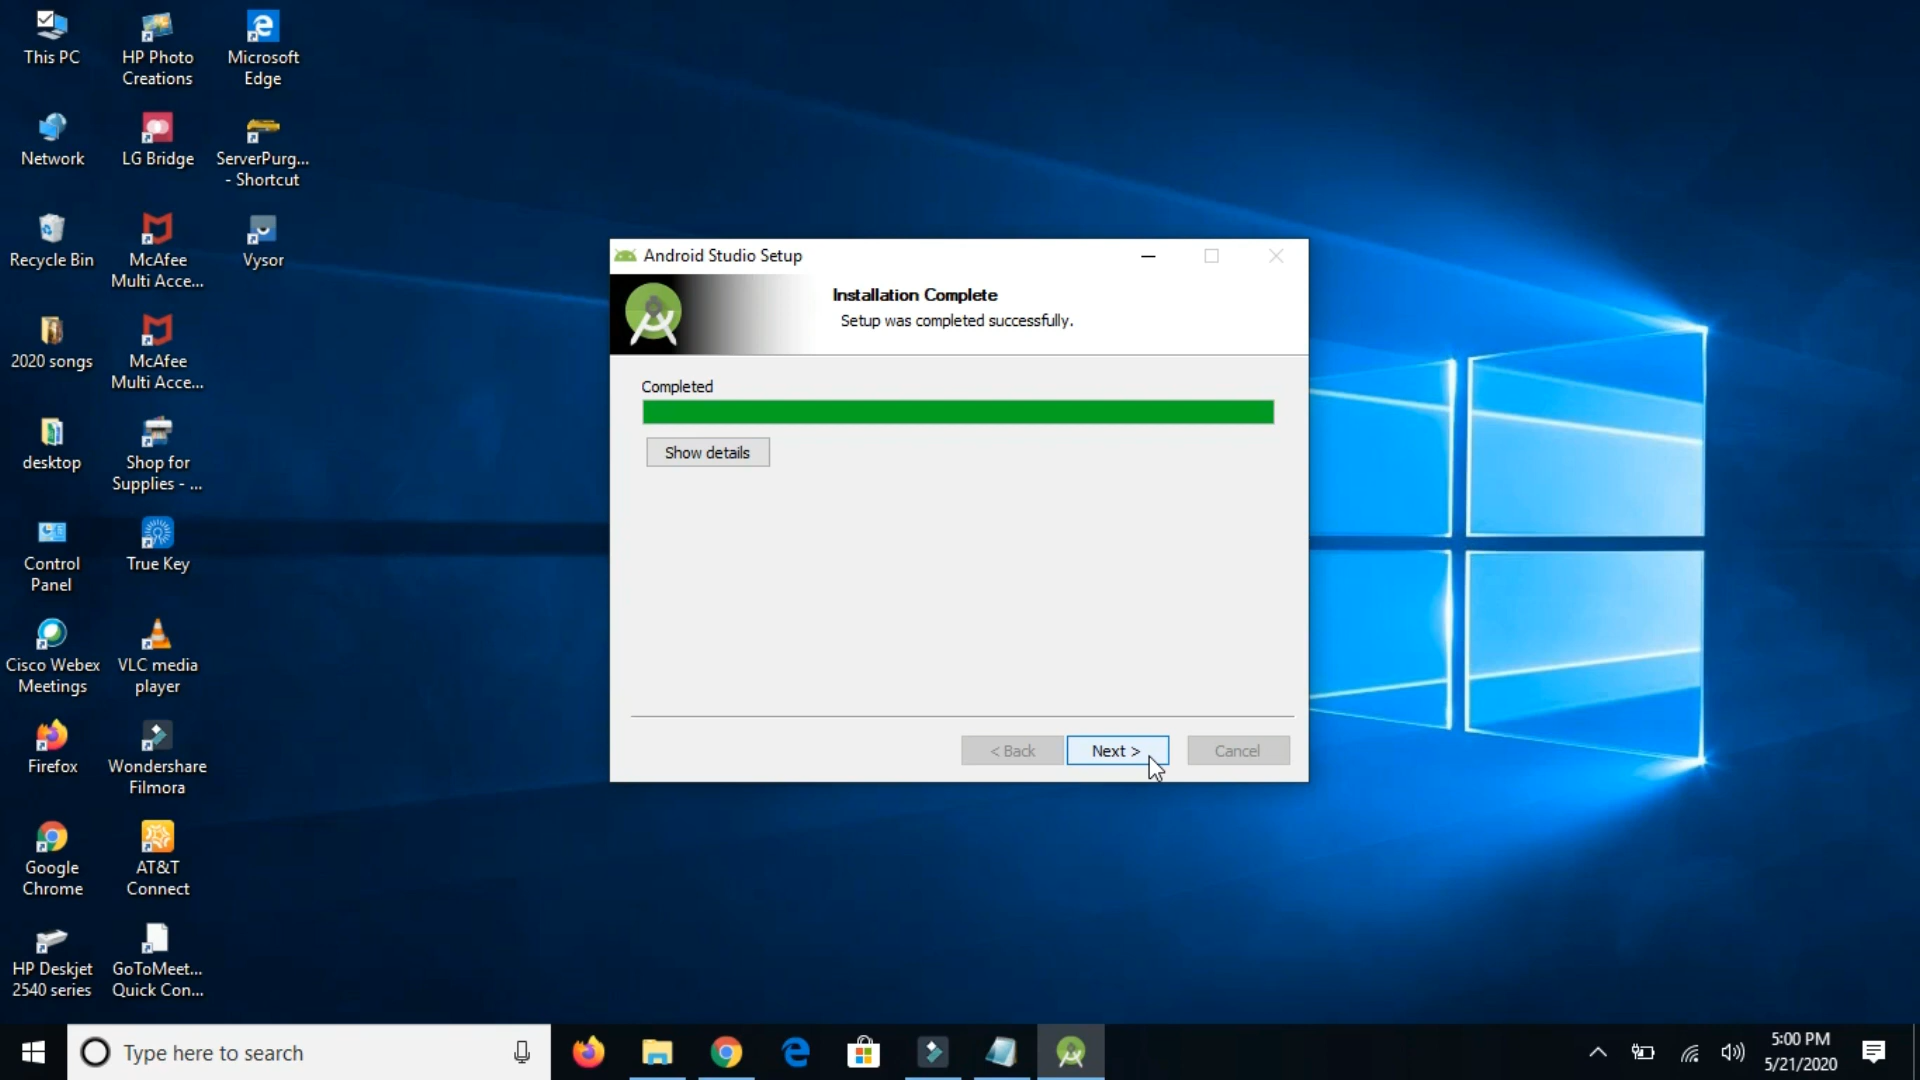 This PC
HP Photo
Creations
Microsoft
Edge
Network
LG Bridge
ServerPurg...
- Shortcut
Recycle Bin
McAfee
Multi Acce...
Vysor
2020 songs
McAfee
Multi Acce...
desktop
Shop for
Supplies - ...
Control
Panel
True Key
Cisco Webex
Meetings
VLC media
player
Firefox
Wondershare
Filmora
Google
Chrome
AT&T
Connect
HP Deskjet
2540 series
GoToMeet...
Quick Con...
Android Studio Setup
Installation Complete
Setup was completed successfully.
Completed
Show details
< Back
Next >
Cancel
Type here to search
5:00 PM
5/21/2020